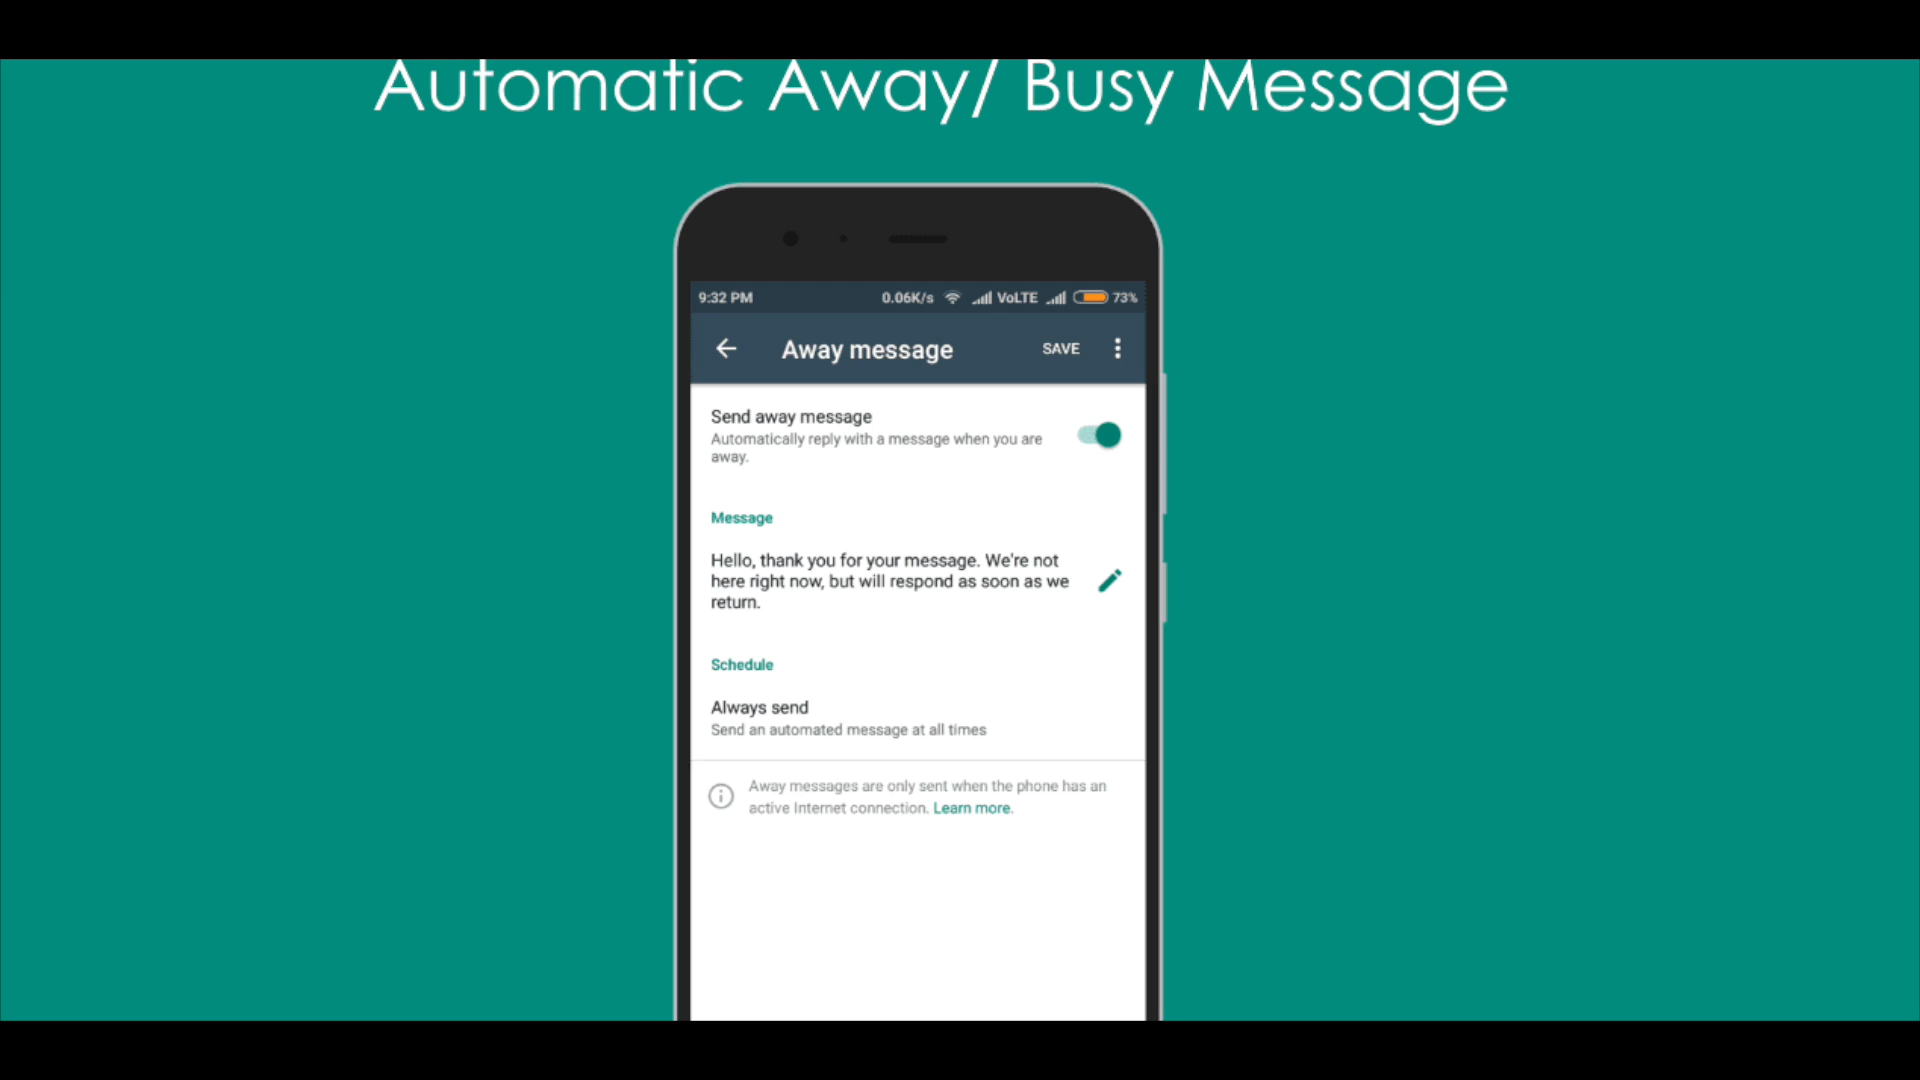 Automatic Away/ Busy Message
9:32 PM 0.06K/s VoLTE 73%
Away message SAVE
Send away message
Automatically reply with a message when you are
away.
Message
Hello, thank you for your message. We're not
here right now, but will respond as soon as we
return.
Schedule
Always send
Send an automated message at all times
Away messages are only sent when the phone has an
active Internet connection. Learn more.